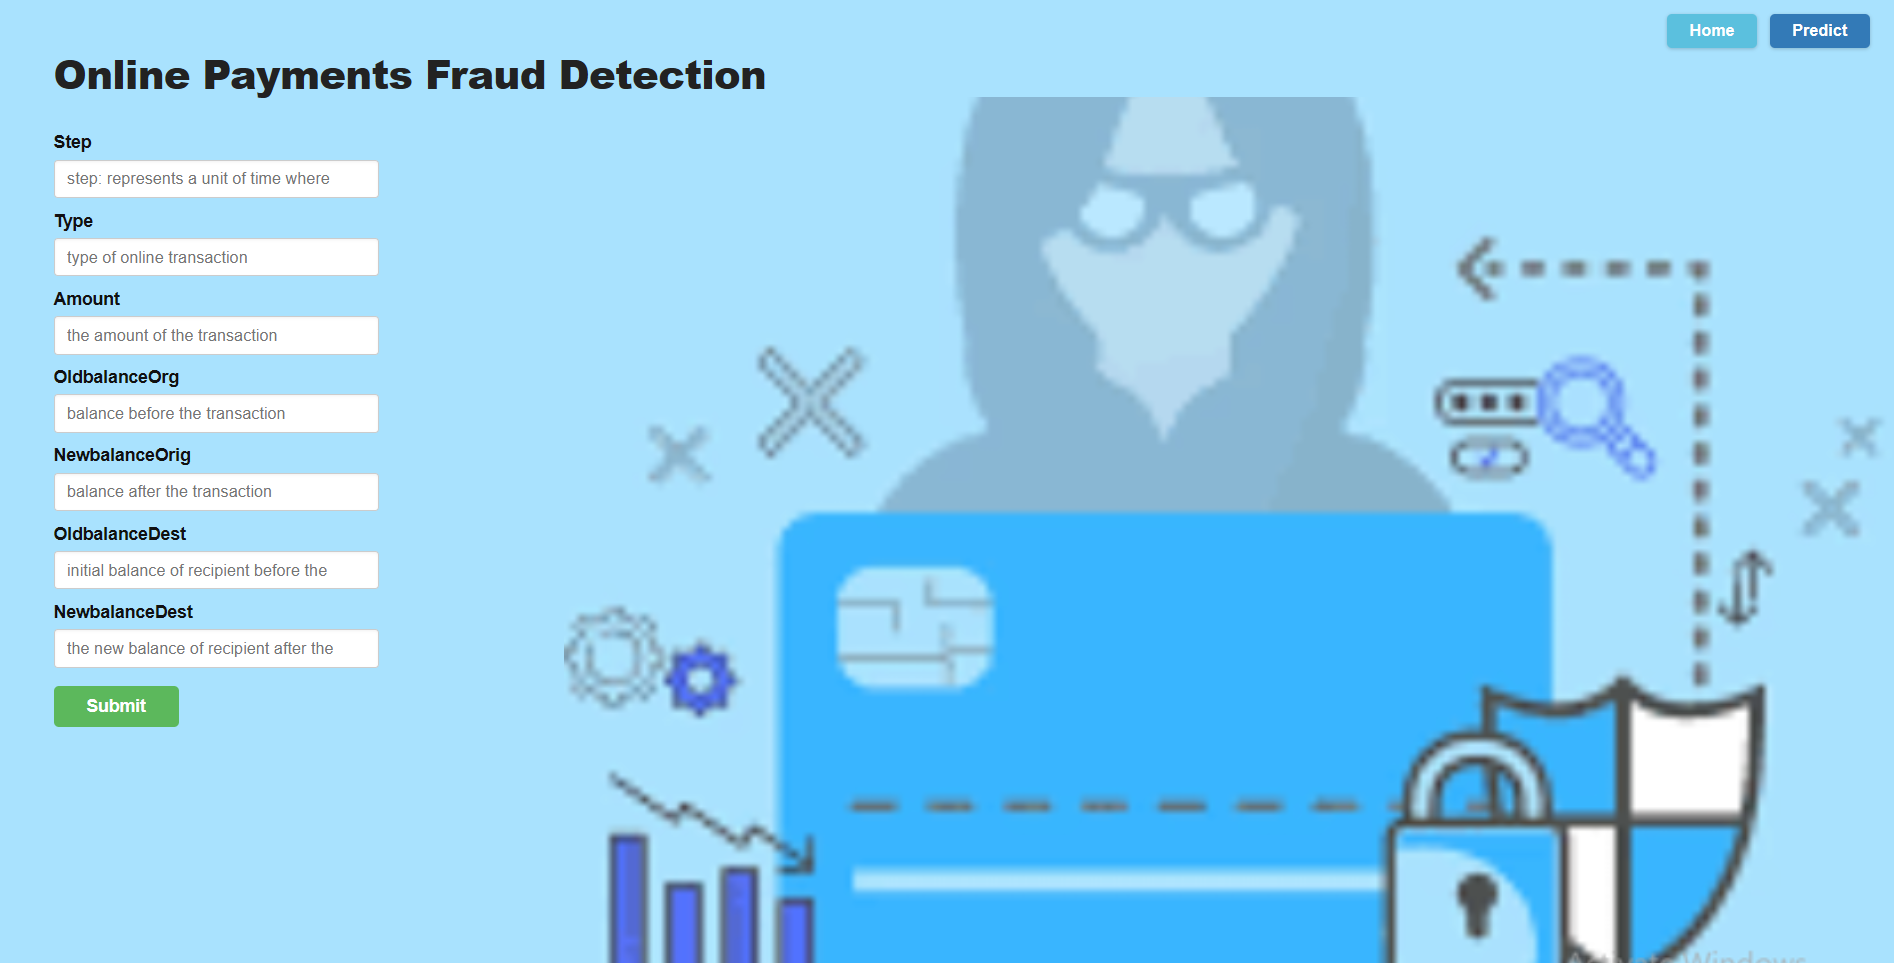 Home Predict
Online Payments Fraud Detection
Step
step: represents a unit of time where
Type
type of online transaction
Amount
the amount of the transaction
OldbalanceOrg
balance before the transaction
NewbalanceOrig
balance after the transaction
OldbalanceDest
initial balance of recipient before the
NewbalanceDest
the new balance of recipient after the
Submit
Windows